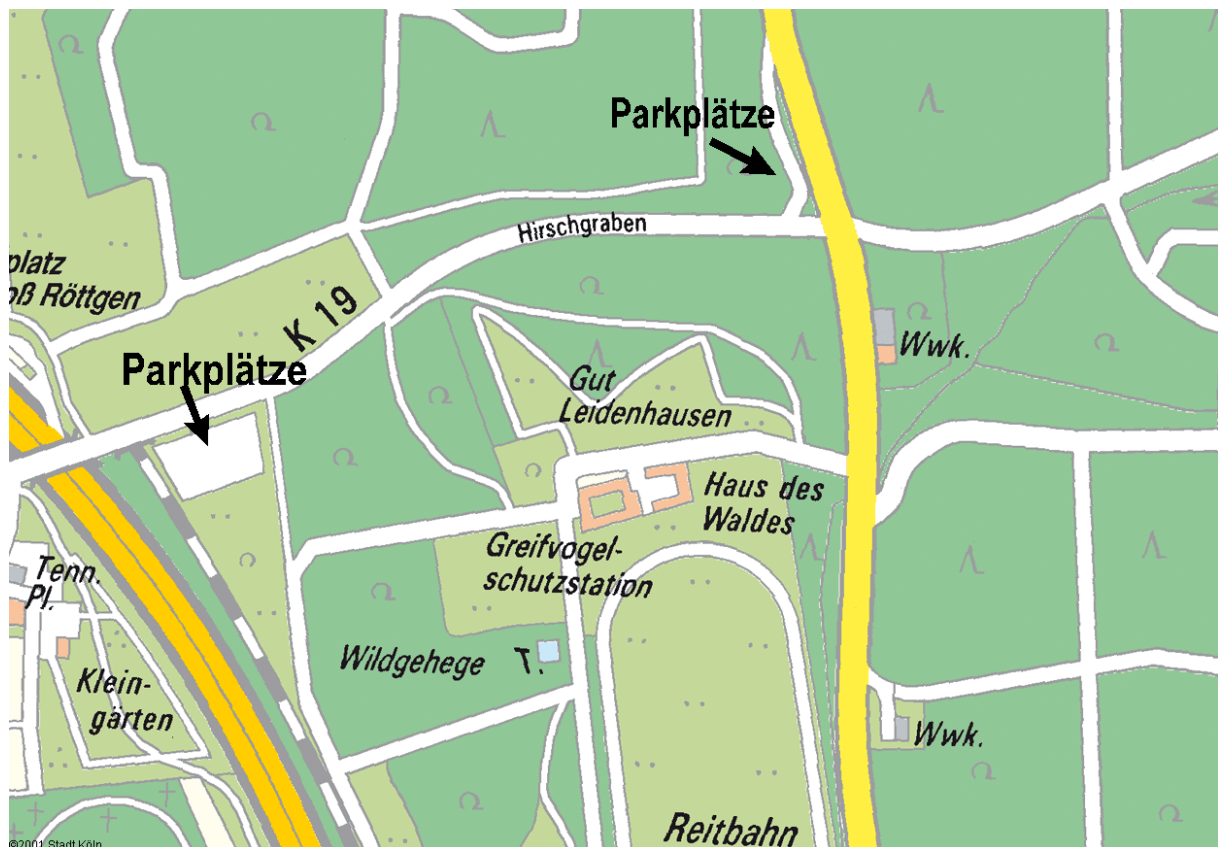 Parkplätze
Hirschgraben
platz
oß Röttgen
K 19
Parkplätze
Wwk.
Gut
Leidenhausen
Haus des
Waldes
Greifvogel-
schutzstation
Tenn.
Pl.
Wildgehege T.
Klein-
gärten
Wwk.
Reitbahn
©2001 Stadt Köln